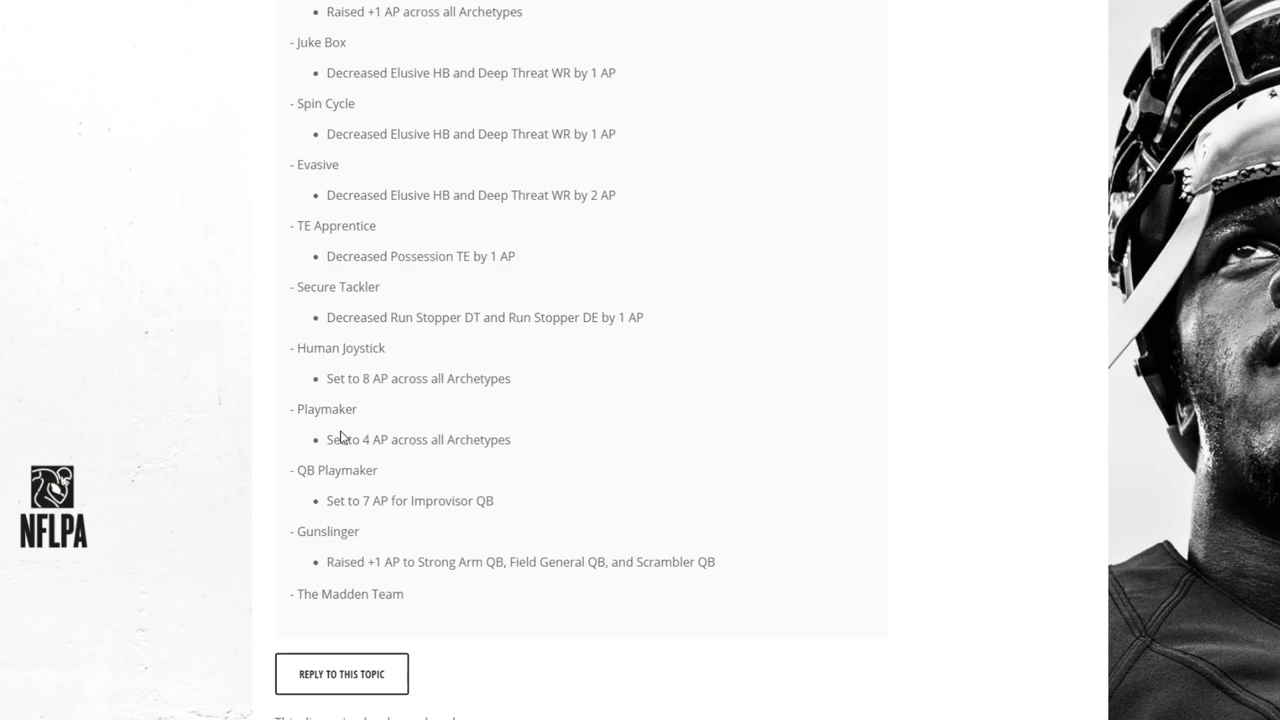 Raised +1 AP across all Archetypes
- Juke Box
Decreased Elusive HB and Deep Threat WR by 1 AP
- Spin Cycle
Decreased Elusive HB and Deep Threat WR by 1 AP
- Evasive
Decreased Elusive HB and Deep Threat WR by 2 AP
- TE Apprentice
Decreased Possession TE by 1 AP
- Secure Tackler
Decreased Run Stopper DT and Run Stopper DE by 1 AP
- Human Joystick
Set to 8 AP across all Archetypes
- Playmaker
Set to 4 AP across all Archetypes
- QB Playmaker
Set to 7 AP for Improvisor QB
- Gunslinger
Raised +1 AP to Strong Arm QB, Field General QB, and Scrambler QB
- The Madden Team
NFLPA
REPLY TO THIS TOPIC